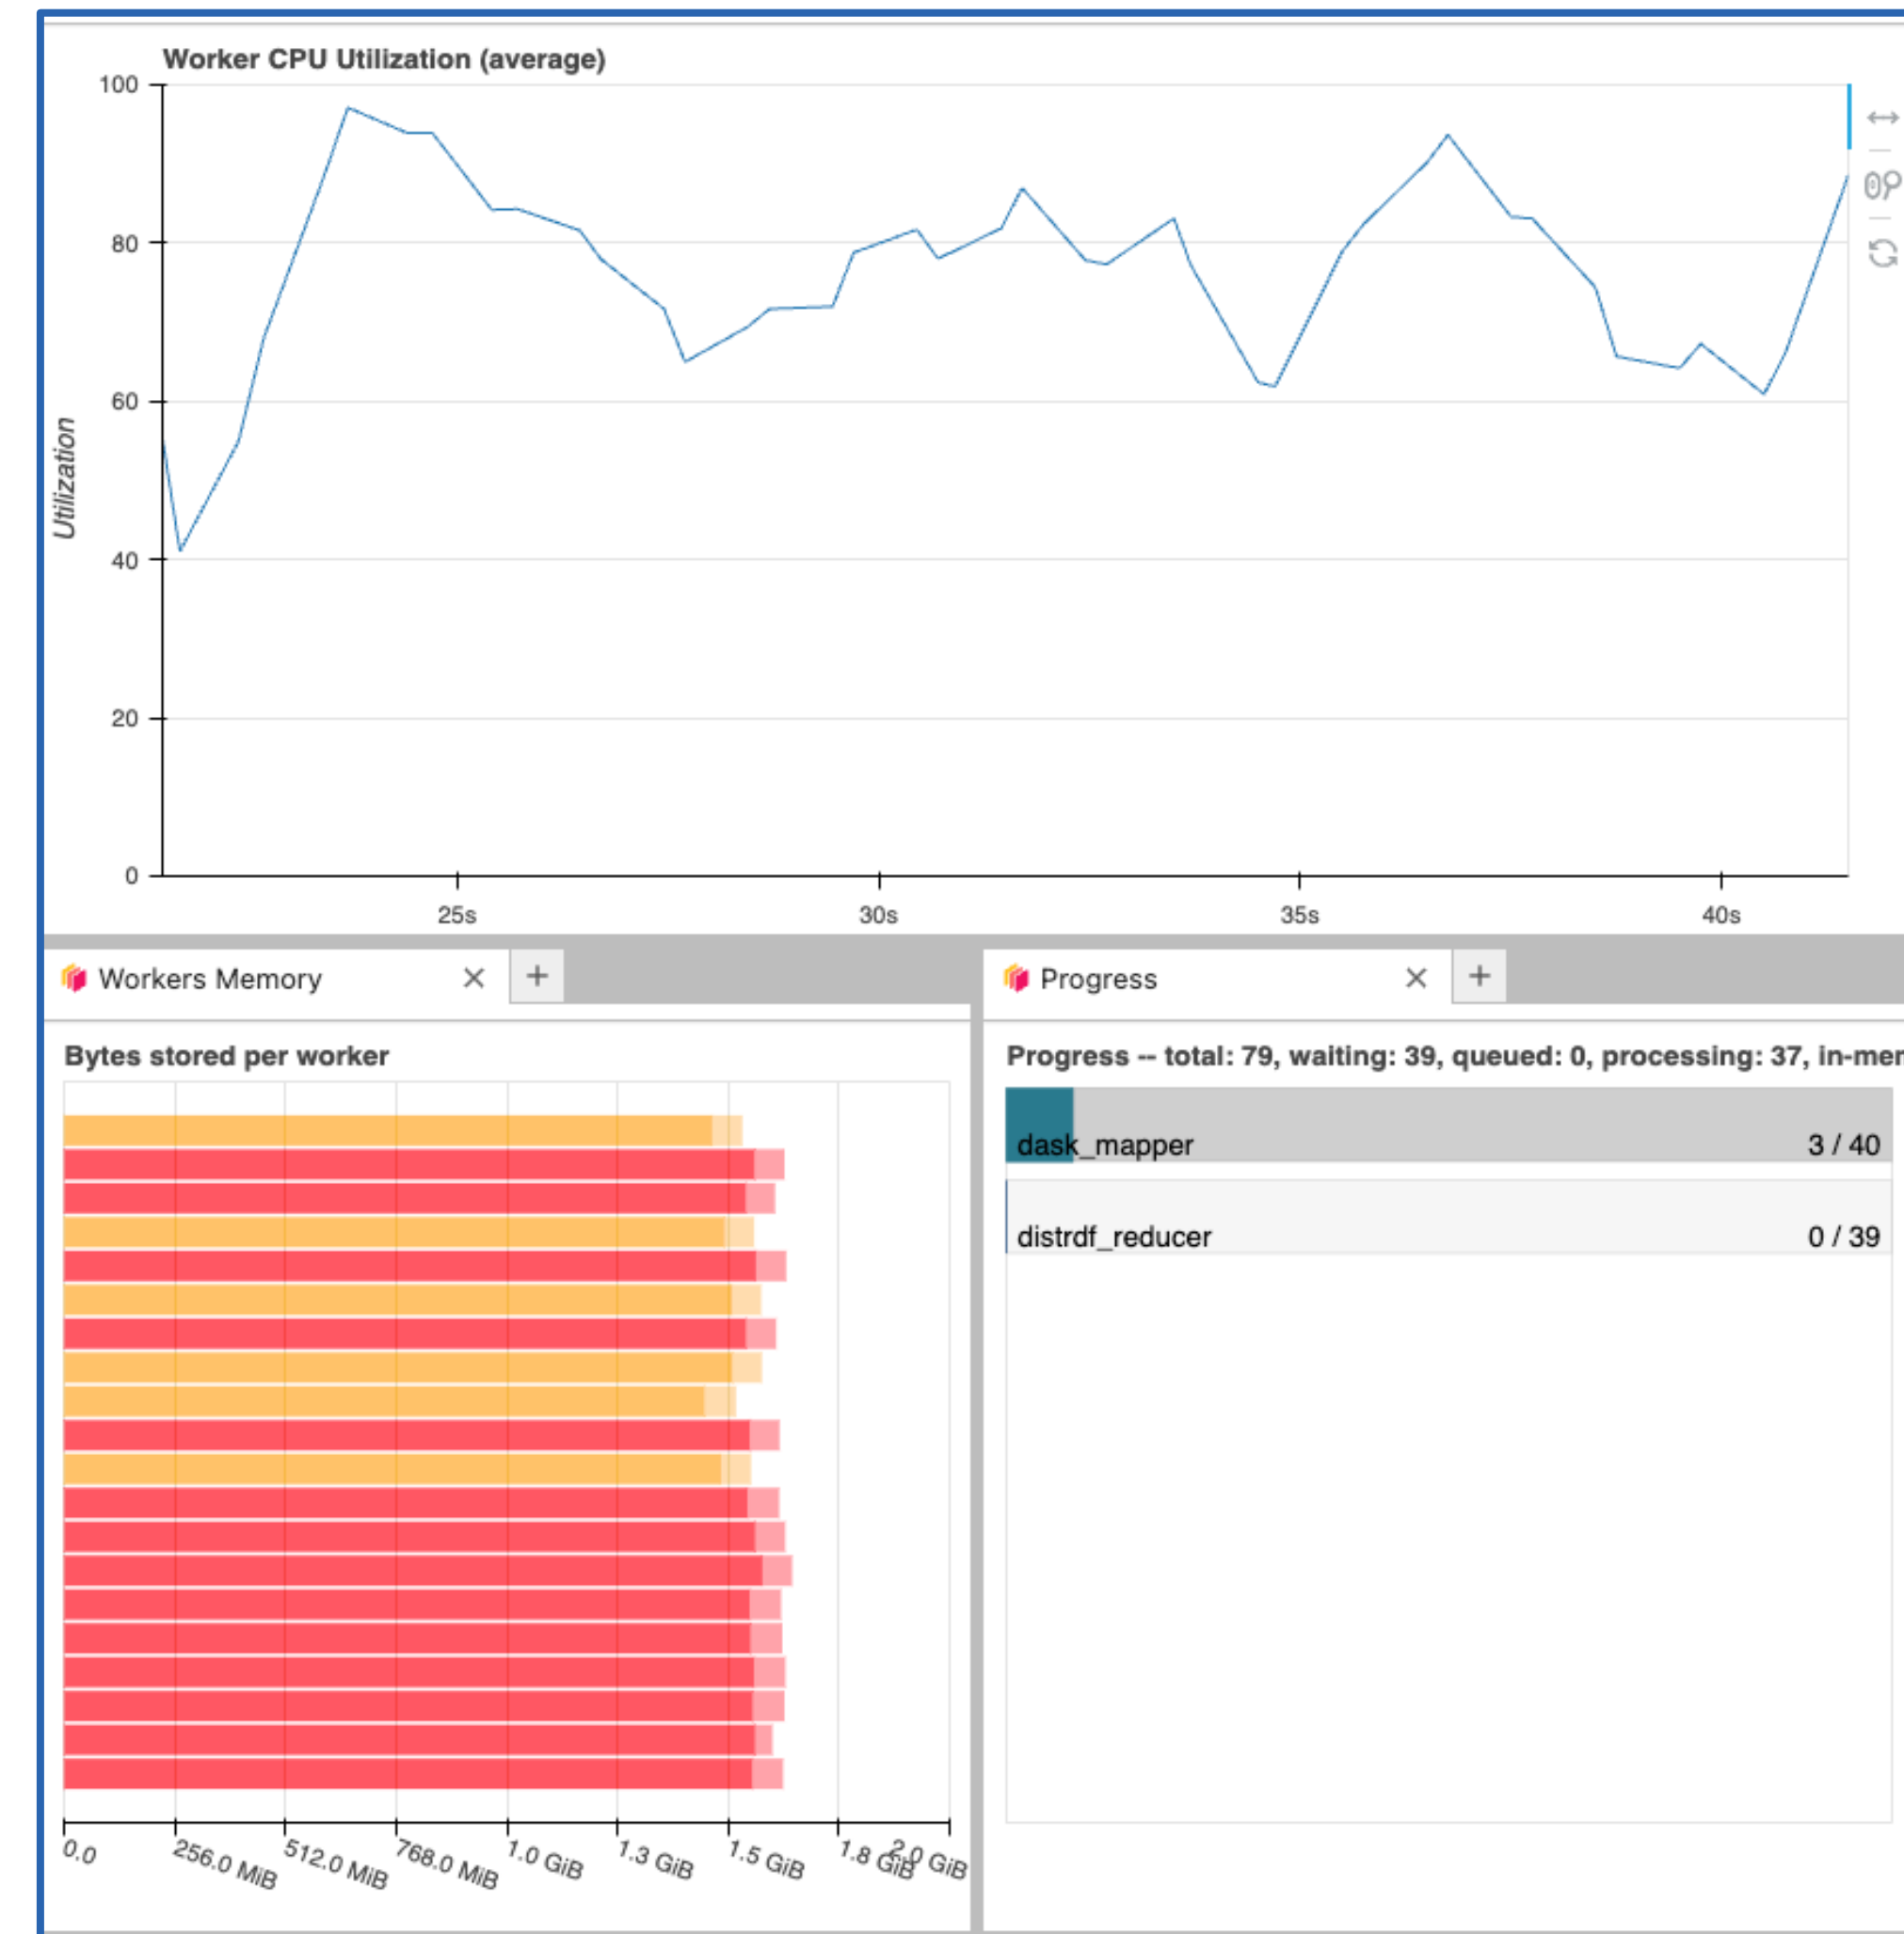 Worker CPU Utilization (average)
100
80
60
40
20
0
Utilization
25s
30s
35s
40s
Workers Memory
Progress
Bytes stored per worker
0.0
256.0 MiB
512.0 MiB
768.0 MiB
1.0 GiB
1.3 GiB
1.5 GiB
1.8 GiB
2.0 GiB
Progress -- total: 79, waiting: 39, queued: 0, processing: 37, in-mem
dask_mapper 3 / 40
distrdf_reducer 0 / 39